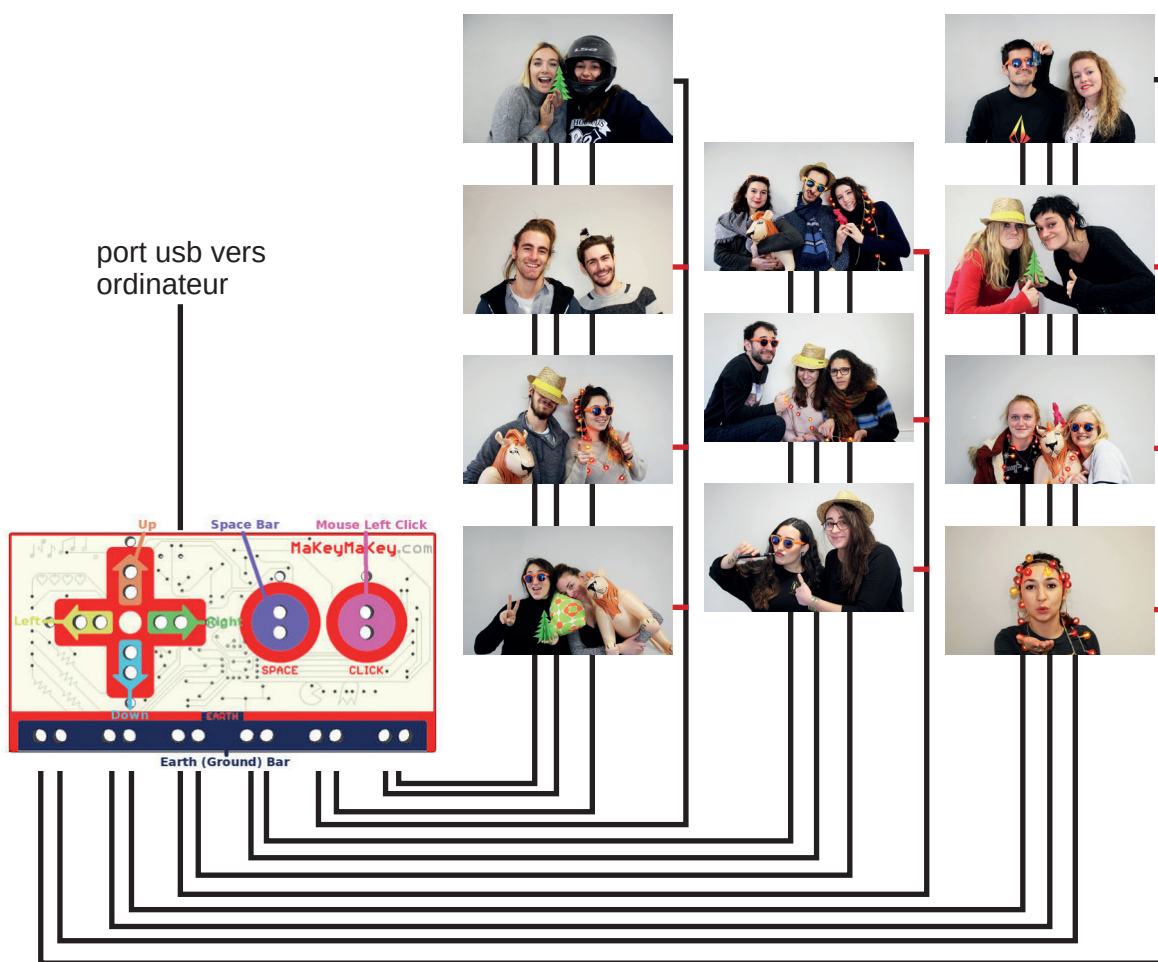 port usb vers
ordinateur
Up
Space Bar
Mouse Left Click
MaKeyMaKey.com
Left
Right
SPACE
CLICK
Down
EARTH
Earth (Ground) Bar